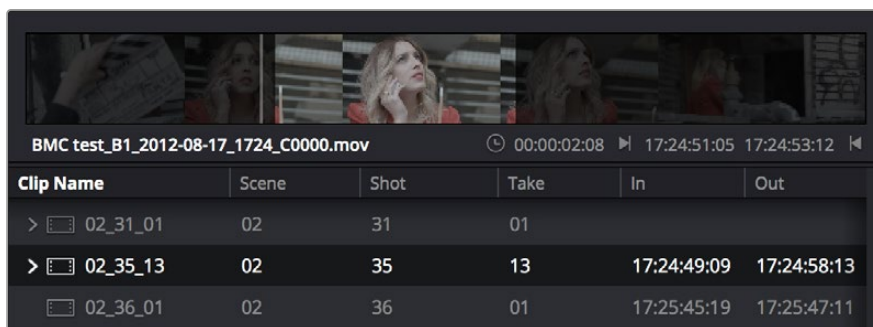 BMC test_B1_2012-08-17_1724_C0000.mov 00:00:02:08 17:24:51:05 17:24:53:12
Clip Name Scene Shot Take In Out
02_31_01 02 31 01
02_35_13 02 35 13 17:24:49:09 17:24:58:13
02_36_01 02 36 01 17:25:45:19 17:25:47:11